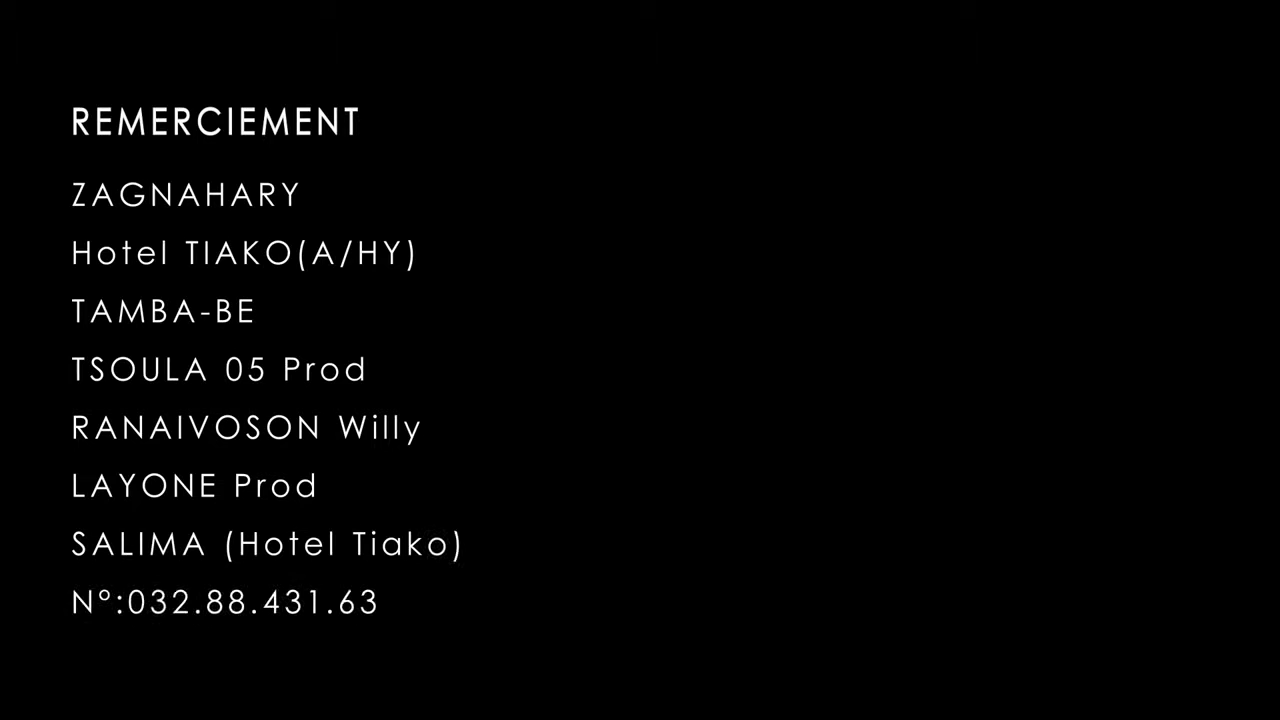 REMERCIEMENT
ZAGNAHARY
Hotel TIAKO(A/HY)
TAMBA-BE
TSOULA 05 Prod
RANAIVOSON Willy
LAYONE Prod
SALIMA (Hotel Tiako)
N°:032.88.431.63